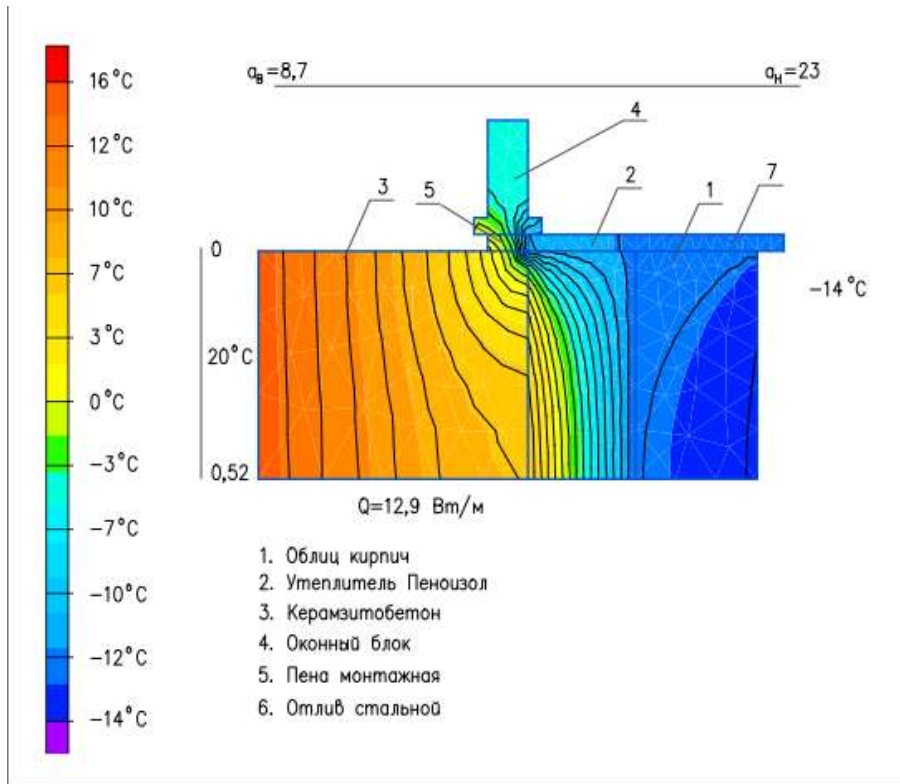 aв=8,7 aн=23
16°C
12°C
10°C
7°C
3°C
0°C
-3°C
-7°C
-10°C
-12°C
-14°C
4
3 5 2 1 7
0
-14°C
20°C
0,52
Q=12,9 Вт/м
1. Облиц кирпич
2. Утеплитель Пеноизол
3. Керамзитобетон
4. Оконный блок
5. Пена монтажная
6. Отлив стальной